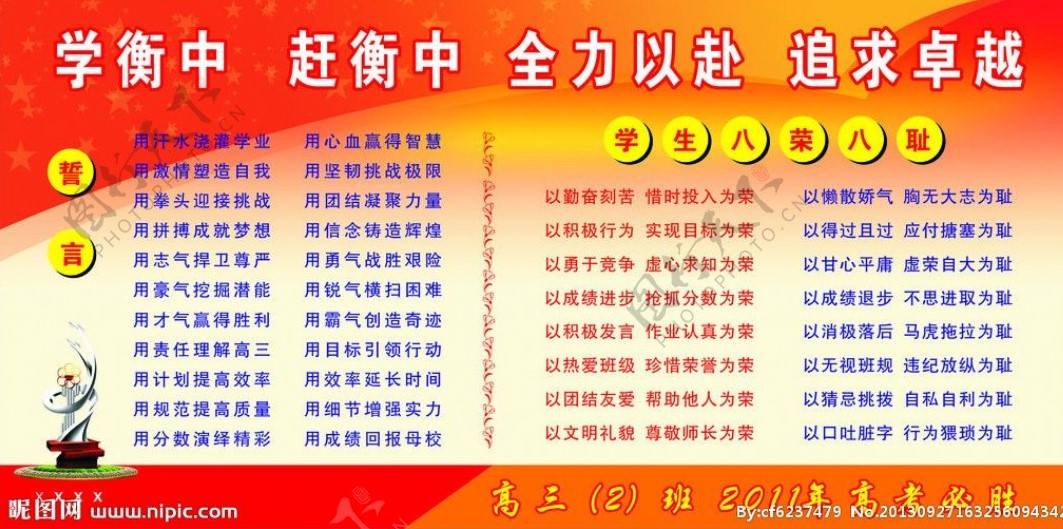 学衡中 赶衡中 全力以赴 追求卓越
誓言
用汗水浇灌学业 用心血赢得智慧
用激情塑造自我 用坚韧挑战极限
用拳头迎接挑战 用团结凝聚力量
用拼搏成就梦想 用信念铸造辉煌
用志气捍卫尊严 用勇气战胜艰险
用豪气挖掘潜能 用锐气横扫困难
用才气赢得胜利 用霸气创造奇迹
用责任理解高三 用目标引领行动
用计划提高效率 用效率延长时间
用规范提高质量 用细节增强实力
用分数演绎精彩 用成绩回报母校
学生八荣八耻
以勤奋刻苦 惜时投入为荣 以懒散娇气 胸无大志为耻
以积极行为 实现目标为荣 以得过且过 应付搪塞为耻
以勇于竞争 虚心求知为荣 以甘心平庸 虚荣自大为耻
以成绩进步 抢抓分数为荣 以成绩退步 不思进取为耻
以积极发言 作业认真为荣 以消极落后 马虎拖拉为耻
以热爱班级 珍惜荣誉为荣 以无视班规 违纪放纵为耻
以团结友爱 帮助他人为荣 以猜忌挑拨 自私自利为耻
以文明礼貌 尊敬师长为荣 以口吐脏字 行为猥琐为耻
xxxx
高三(2)班 2011年高考必胜
昵图网 www.nipic.com
By:cf6237479 No.20130927163256094​34